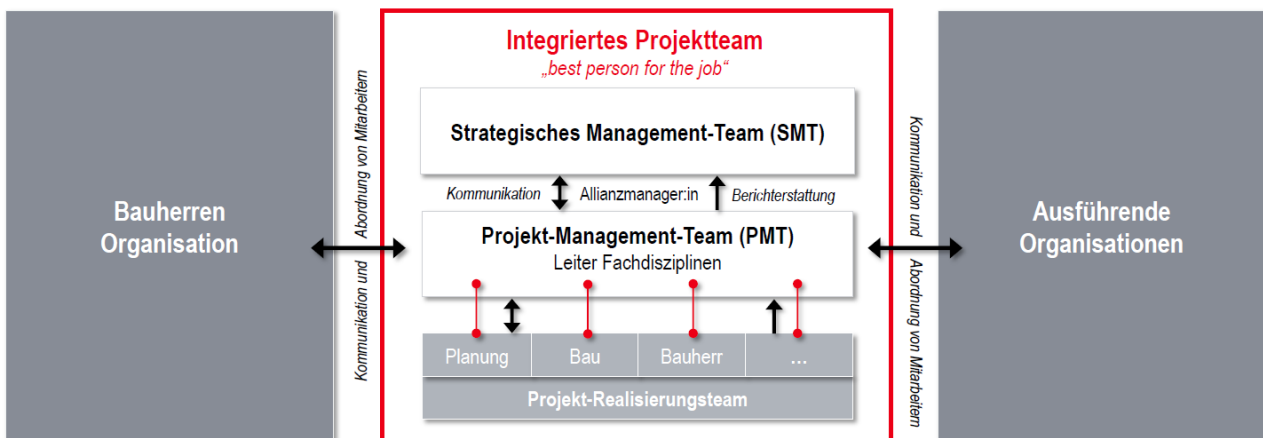 Bauherren
Organisation
Kommunikation und Abordnung von Mitarbeitern
Integriertes Projektteam
„best person for the job“
Strategisches Management-Team (SMT)
Kommunikation Allianzmanager:in Berichterstattung
Projekt-Management-Team (PMT)
Leiter Fachdisziplinen
Planung Bau Bauherr ...
Projekt-Realisierungsteam
Kommunikation und Abordnung von Mitarbeitern
Ausführende
Organisationen